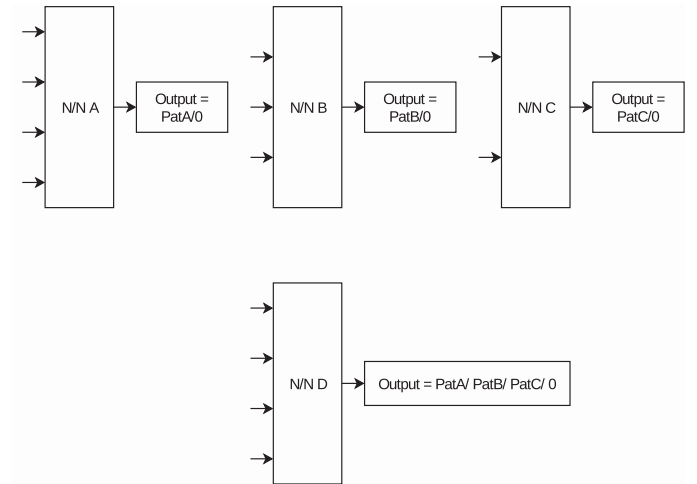 N/N A
Output =
PatA/0
N/N B
Output =
PatB/0
N/N C
Output =
PatC/0
N/N D
Output = PatA/ PatB/ PatC/ 0